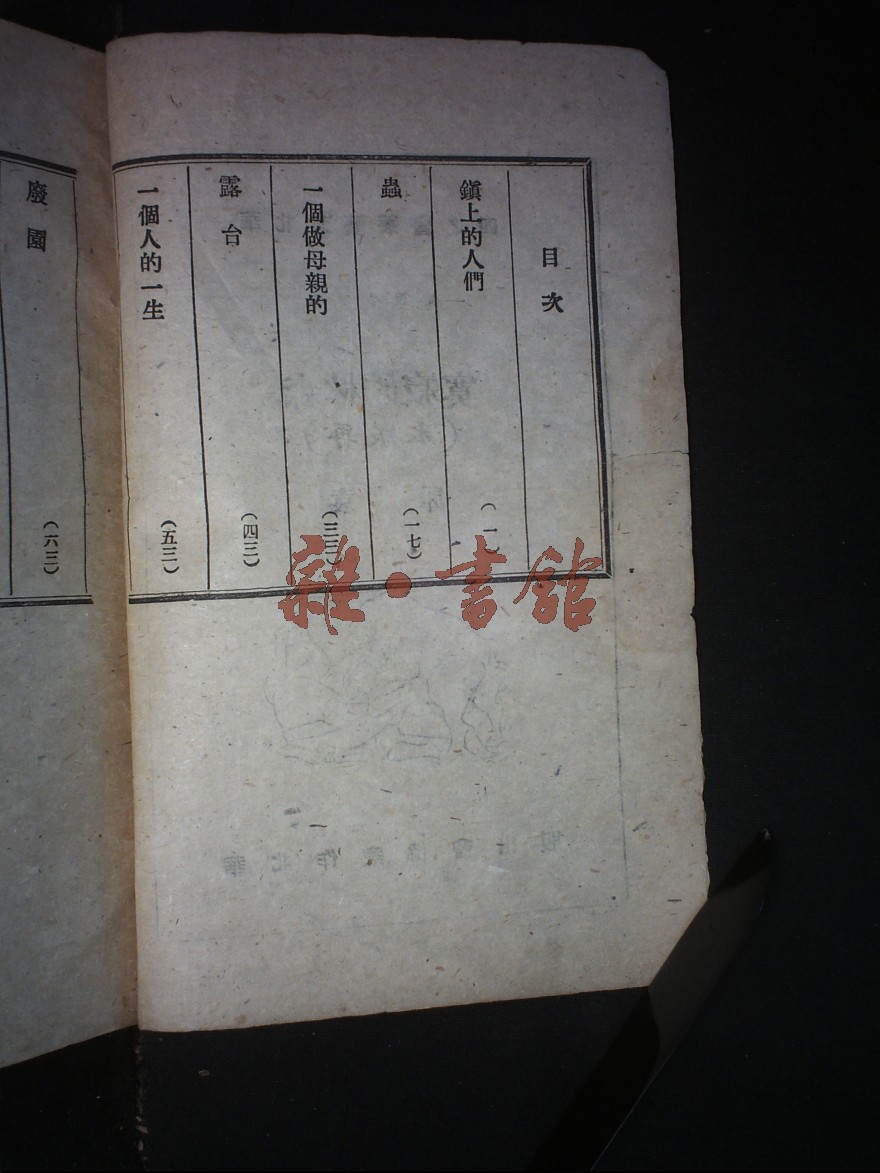 目次
鎭上的人們 (一)
蟲 (一七)
一個做母親的 (三三)
露台 (四三)
一個人的一生 (五三)
廢園 (六三)
雜·書館